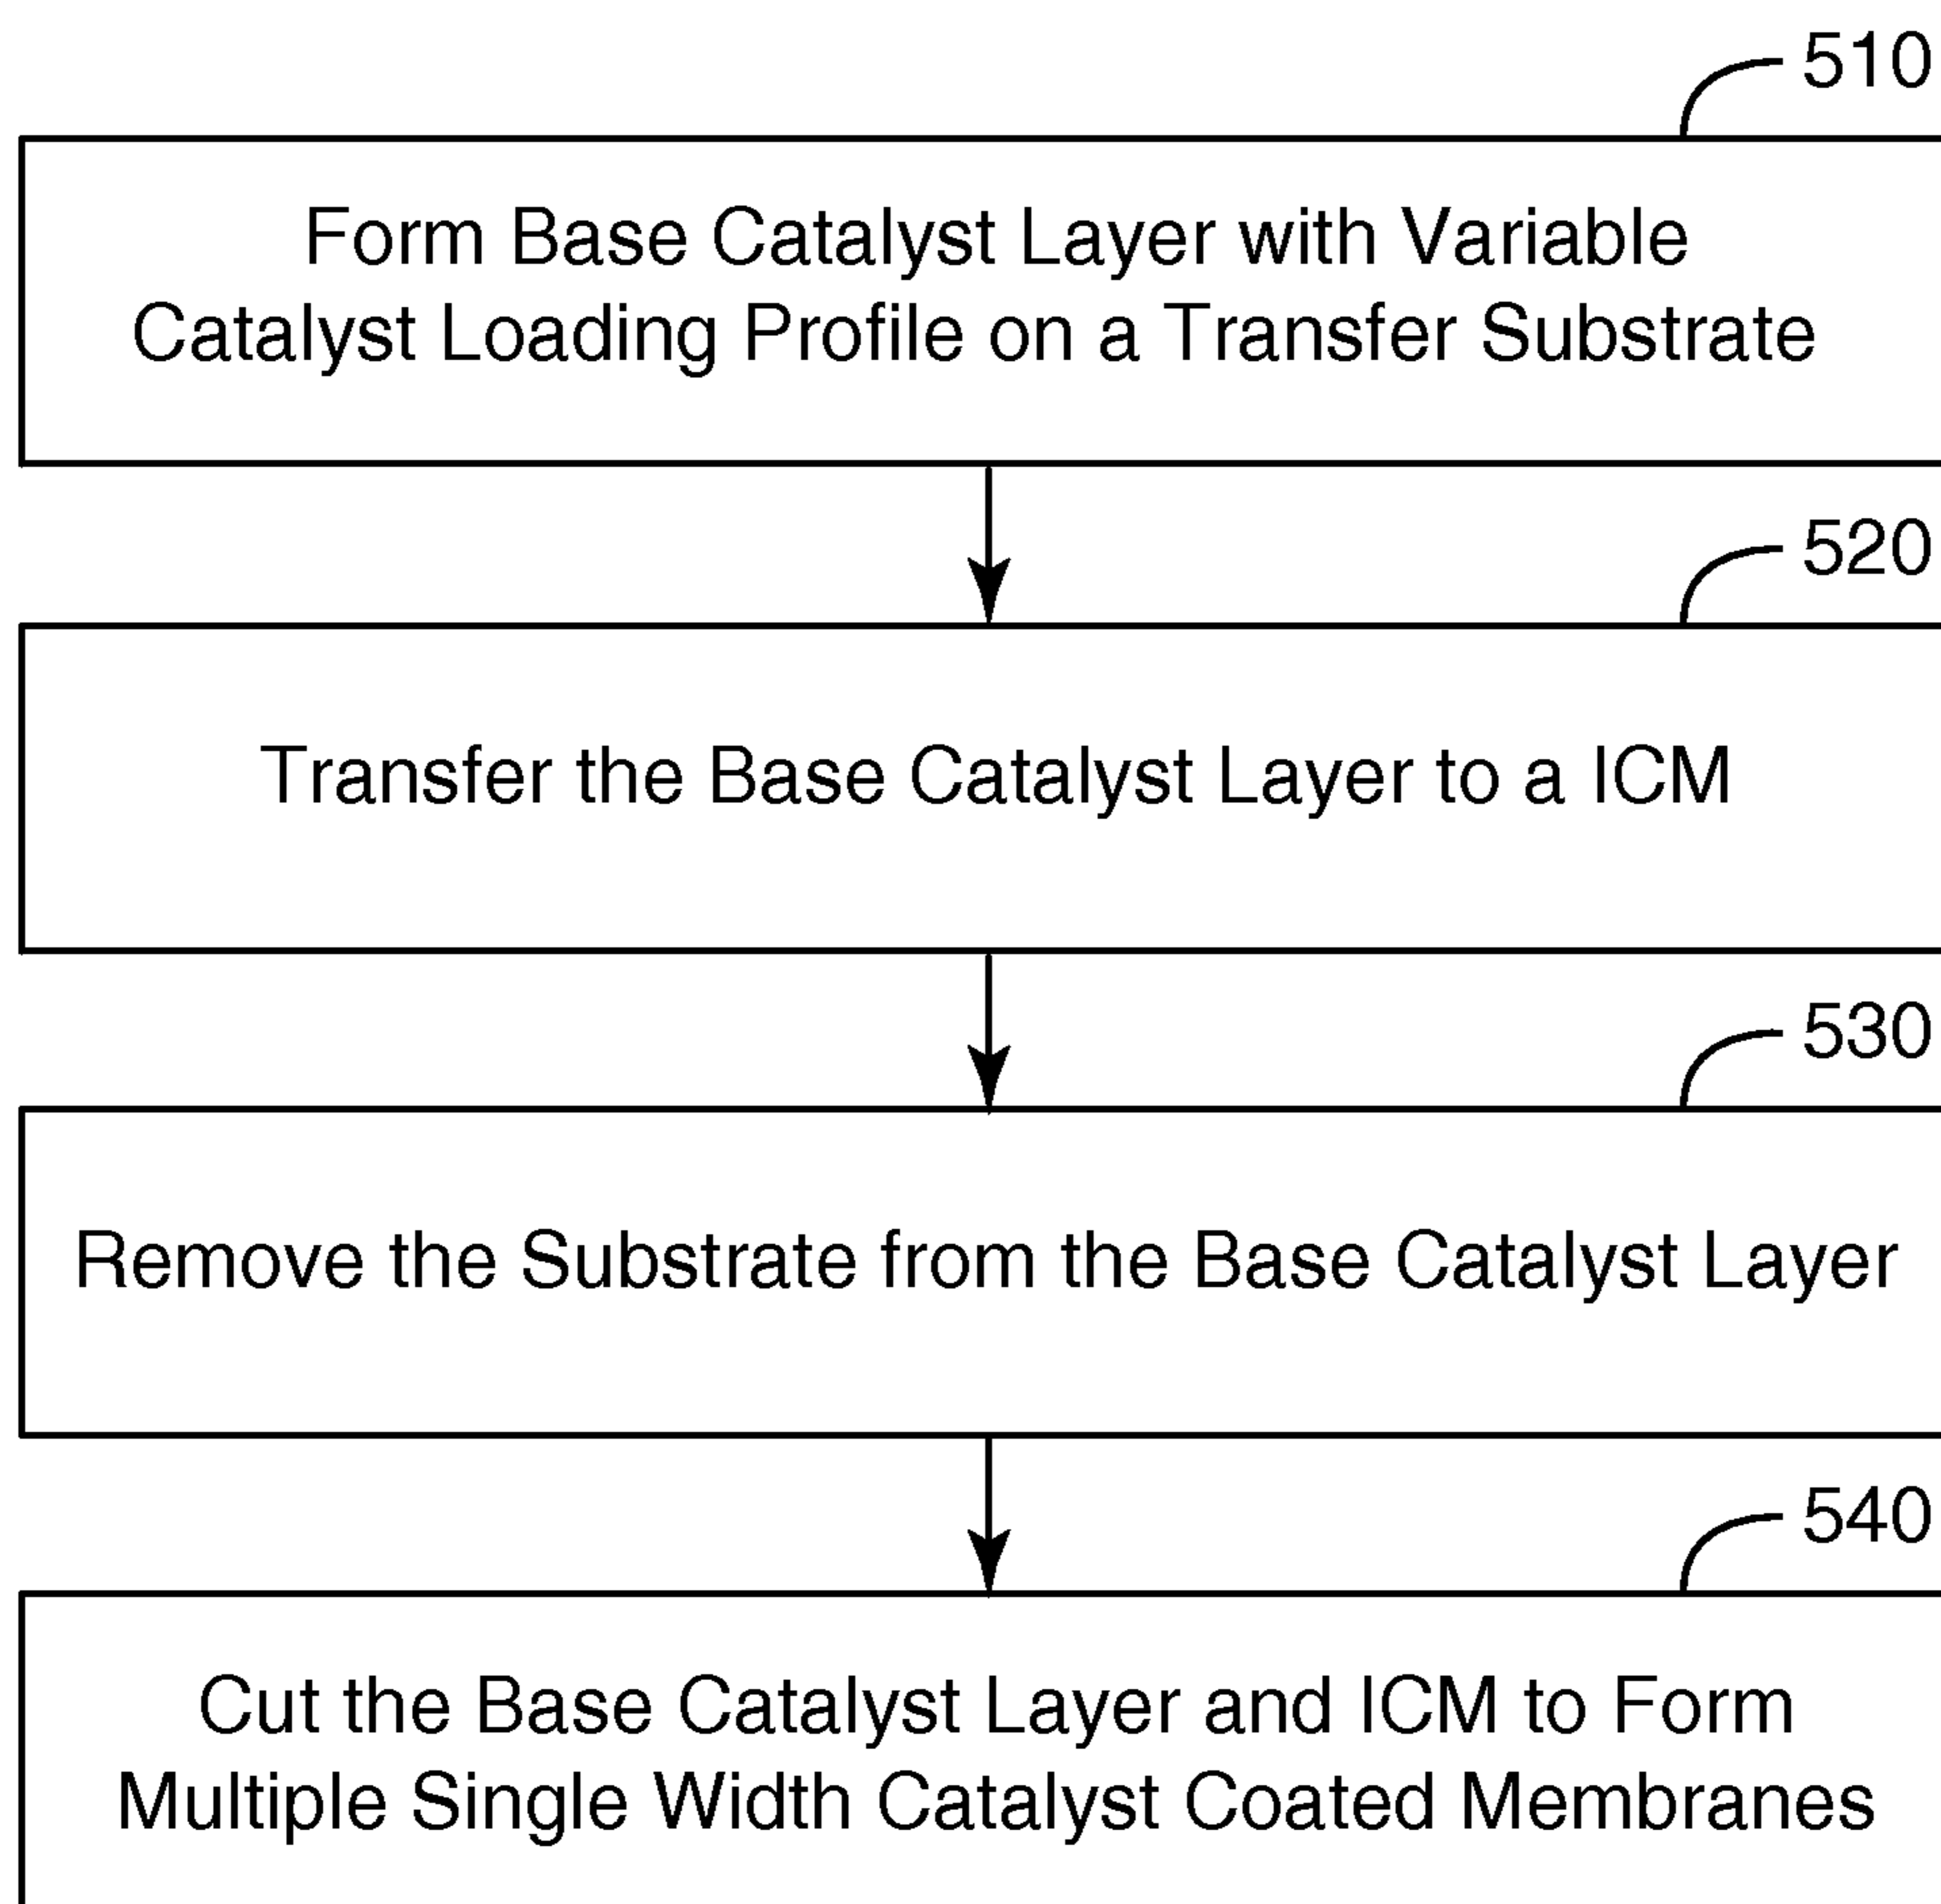 510
Form Base Catalyst Layer with Variable
Catalyst Loading Profile on a Transfer Substrate
520
Transfer the Base Catalyst Layer to a ICM
530
Remove the Substrate from the Base Catalyst Layer
540
Cut the Base Catalyst Layer and ICM to Form
Multiple Single Width Catalyst Coated Membranes